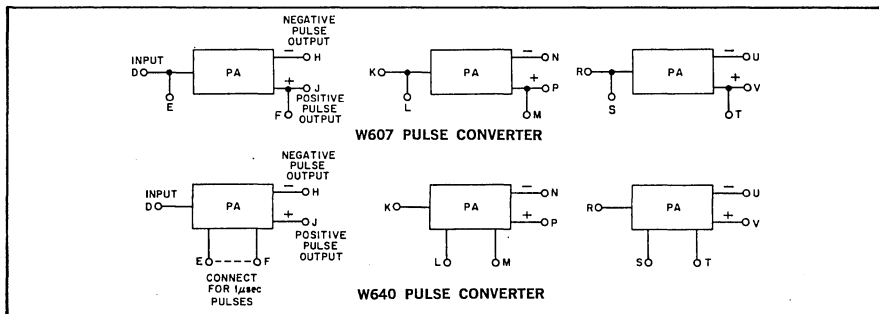 NEGATIVE
PULSE
OUTPUT
INPUT
D
PA
−
H
+
J
E
F
POSITIVE
PULSE
OUTPUT
K
PA
−
N
+
P
L
M
R
PA
−
U
+
V
S
T
W607 PULSE CONVERTER
NEGATIVE
PULSE
OUTPUT
INPUT
D
PA
−
H
+
J
POSITIVE
PULSE
OUTPUT
E
F
CONNECT
FOR 1μsec
PULSES
K
PA
−
N
+
P
L
M
R
PA
−
U
+
V
S
T
W640 PULSE CONVERTER